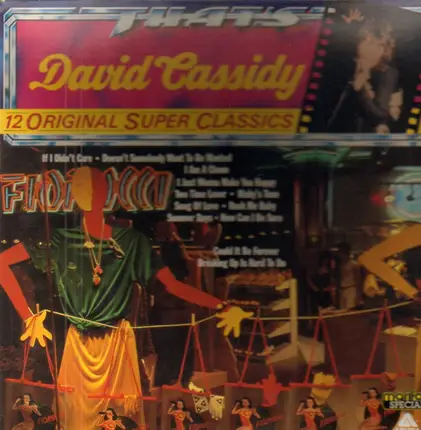 THAT'S
David Cassidy
12 ORIGINAL SUPER CLASSICS
If I Didn't Care • Doesn't Somebody Want To Be Wanted
I Am A Clown
I Just Wanna Make You Happy
One Time Lover • Ricky's Tune
Song Of Love • Rock Me Baby
Summer Days • How Can I Be Sure
Could It Be Forever
Breaking Up Is Hard To Do
FIORUCCI
SPECIAL